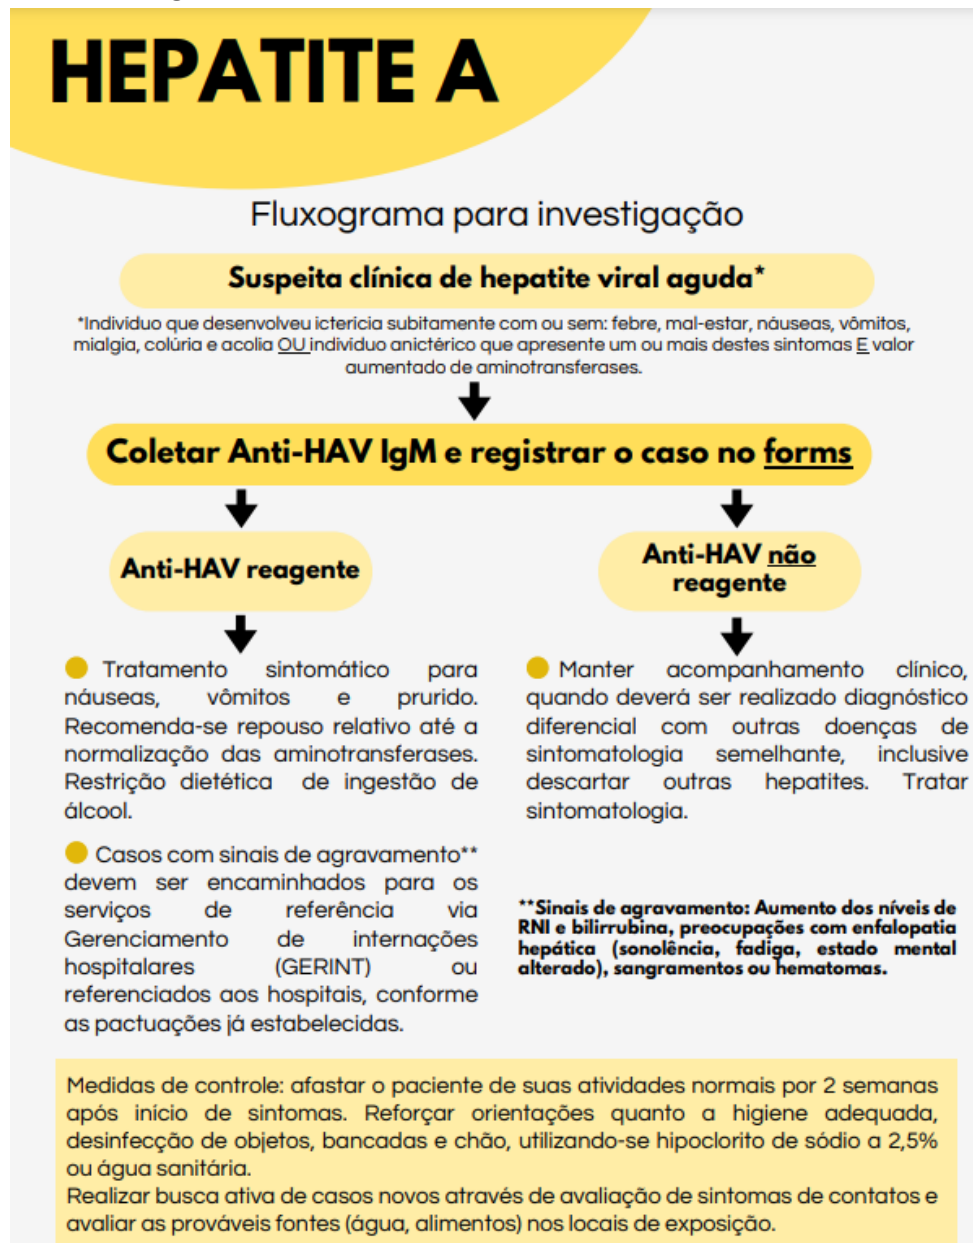 HEPATITE A
Fluxograma para investigação
Suspeita clínica de hepatite viral aguda*
*Individuo que desenvolveu ictericia subitamente com ou sem: febre, mal-estar, náuseas, vômitos,
mialgia, colúria e acolia OU individuo anictérico que apresente um ou mais destes sintomas E valor
aumentado de aminotransferases.
Coletar Anti-HAV IgM e registrar o caso no forms
Anti-HAV reagente
Anti-HAV não
reagente
Tratamento sintomático para
náuseas, vômitos e prurido.
Recomenda-se repouso relativo até a
normalização das aminotransferases.
Restrição dietética de ingestão de
álcool.
Casos com sinais de agravamento**
devem ser encaminhados para os
serviços de referência via
Gerenciamento de internações
hospitalares (GERINT) ou
referenciados aos hospitais, conforme
as pactuações já estabelecidas.
Manter acompanhamento clínico,
quando deverá ser realizado diagnóstico
diferencial com outras doenças de
sintomatologia semelhante, inclusive
descartar outras hepatites. Tratar
sintomatologia.
**Sinais de agravamento: Aumento dos níveis de
RNI e bilirrubina, preocupações com enfalopatia
hepática (sonolência, fadiga, estado mental
alterado), sangramentos ou hematomas.
Medidas de controle: afastar o paciente de suas atividades normais por 2 semanas
após início de sintomas. Reforçar orientações quanto a higiene adequada,
desinfecção de objetos, bancadas e chão, utilizando-se hipoclorito de sódio a 2,5%
ou água sanitária.
Realizar busca ativa de casos novos através de avaliação de sintomas de contatos e
avaliar as prováveis fontes (água, alimentos) nos locais de exposição.